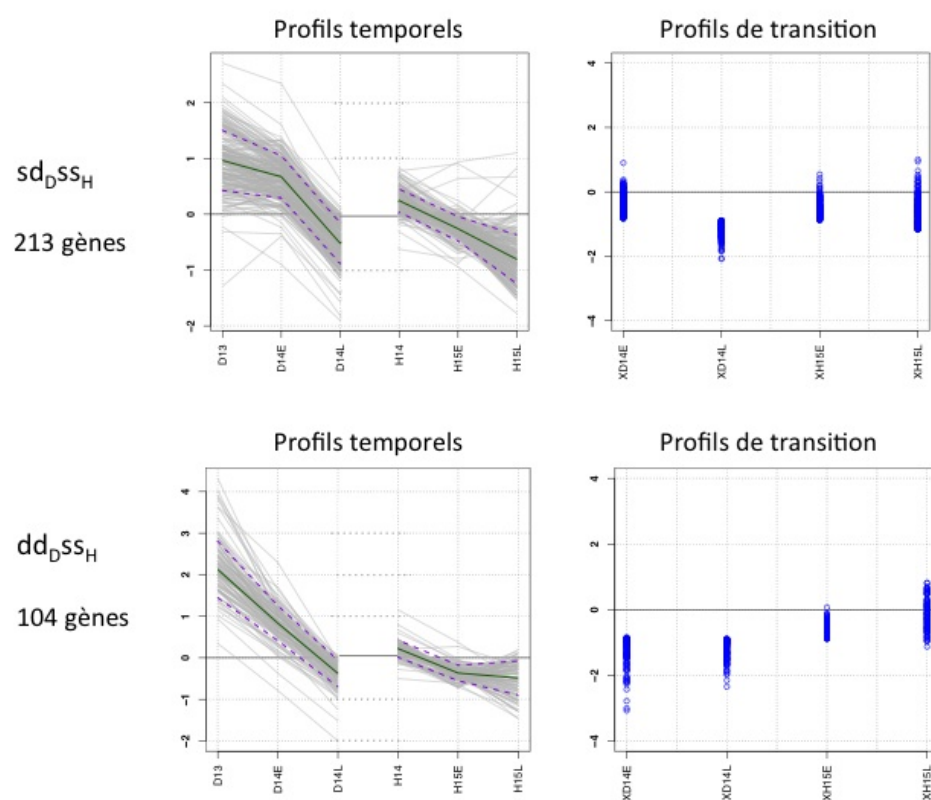 Profils temporels
Profils de transition
sdDssH
213 gènes
2
1
0
-1
-2
D13
D14E
D14L
H14
H15E
H15L
4
2
0
-2
-4
XD14E
XD14L
XH15E
XH15L
Profils temporels
Profils de transition
ddDssH
104 gènes
4
3
2
1
0
-1
-2
D13
D14E
D14L
H14
H15E
H15L
4
2
0
-2
-4
XD14E
XD14L
XH15E
XH15L